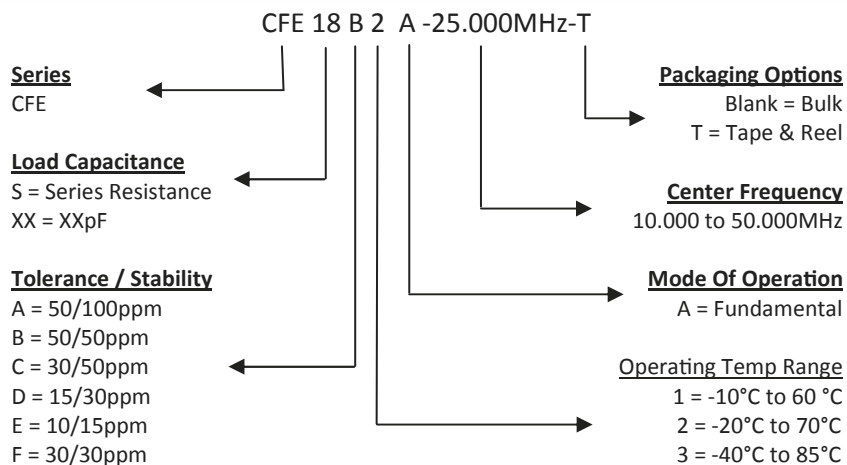 CFE 18 B 2 A -25.000MHz-T
Series
CFE
Load Capacitance
S = Series Resistance
XX = XXpF
Tolerance / Stability
A = 50/100ppm
B = 50/50ppm
C = 30/50ppm
D = 15/30ppm
E = 10/15ppm
F = 30/30ppm
Packaging Options
Blank = Bulk
T = Tape & Reel
Center Frequency
10.000 to 50.000MHz
Mode Of Operation
A = Fundamental
Operating Temp Range
1 = -10°C to 60 °C
2 = -20°C to 70°C
3 = -40°C to 85°C